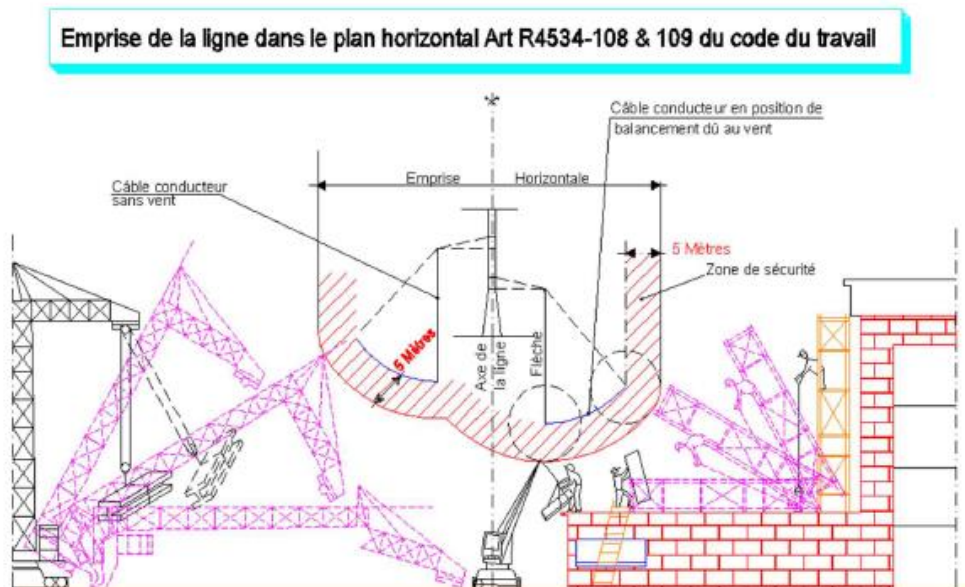 Emprise de la ligne dans le plan horizontal Art R4534-108 & 109 du code du travail
Câble conducteur en position de
balancement dû au vent
Emprise Horizontale
Câble conducteur
sans vent
5 Mètres
Zone de sécurité
5 Mètres
Axe de
la ligne
Flèche